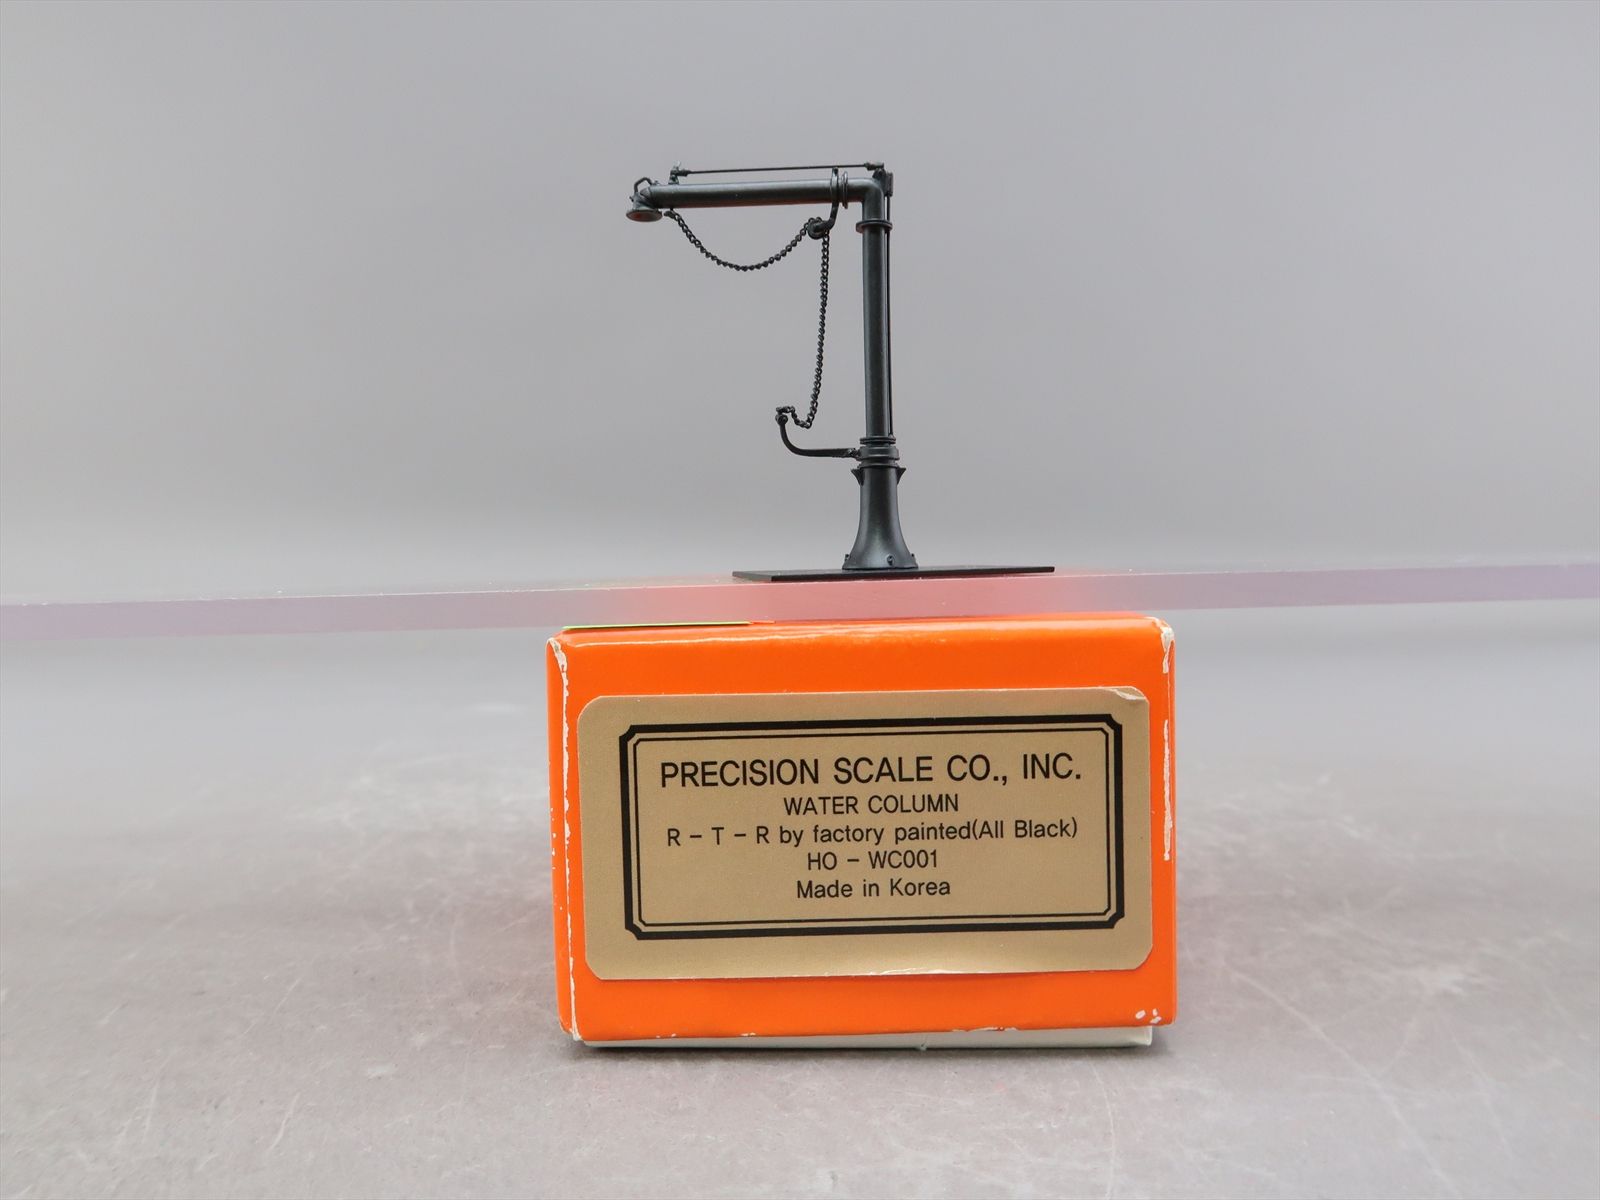 PRECISION SCALE CO., INC.
WATER COLUMN
R - T - R by factory painted(All Black)
HO - WC001
Made in Korea